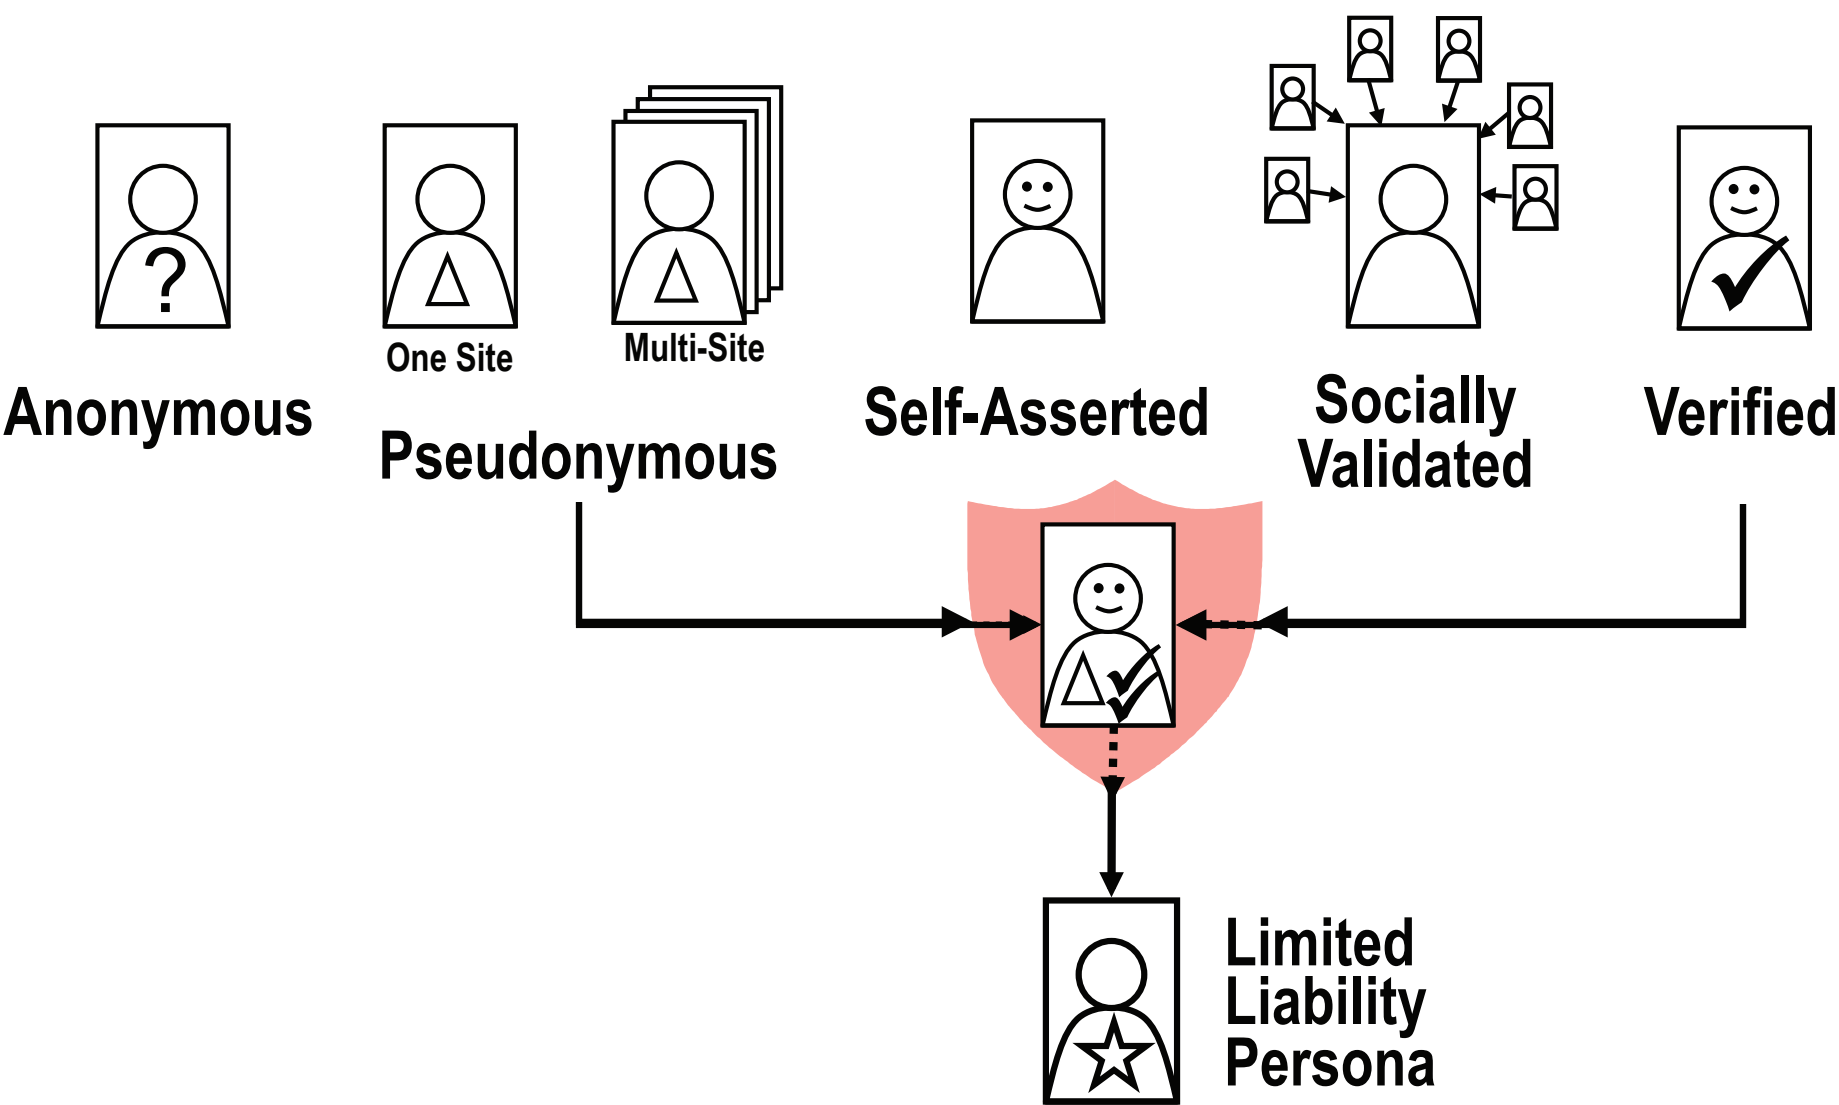 ?
One Site
Multi-Site
Anonymous
Pseudonymous
Self-Asserted
Socially
Validated
Verified
Limited
Liability
Persona